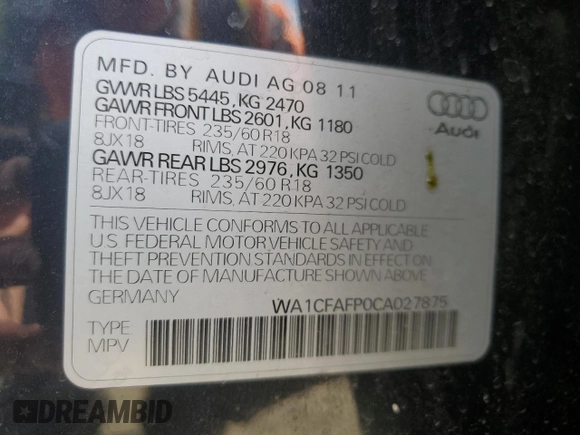 MFD. BY AUDI AG 08 11
GVWR LBS 5445, KG 2470
GAWR FRONT LBS 2601, KG 1180
FRONT-TIRES 235/60 R18
8JX18 RIMS, AT 220 KPA 32 PSI COLD
GAWR REAR LBS 2976, KG 1350
REAR-TIRES 235/60 R18
8JX18 RIMS, AT 220 KPA 32 PSI COLD
Audi
THIS VEHICLE CONFORMS TO ALL APPLICABLE
U.S. FEDERAL MOTOR VEHICLE SAFETY AND
THEFT PREVENTION STANDARDS IN EFFECT ON
THE DATE OF MANUFACTURE SHOWN ABOVE
GERMANY
WA1CFAFP0CA027875
TYPE
MPV
DREAMBID